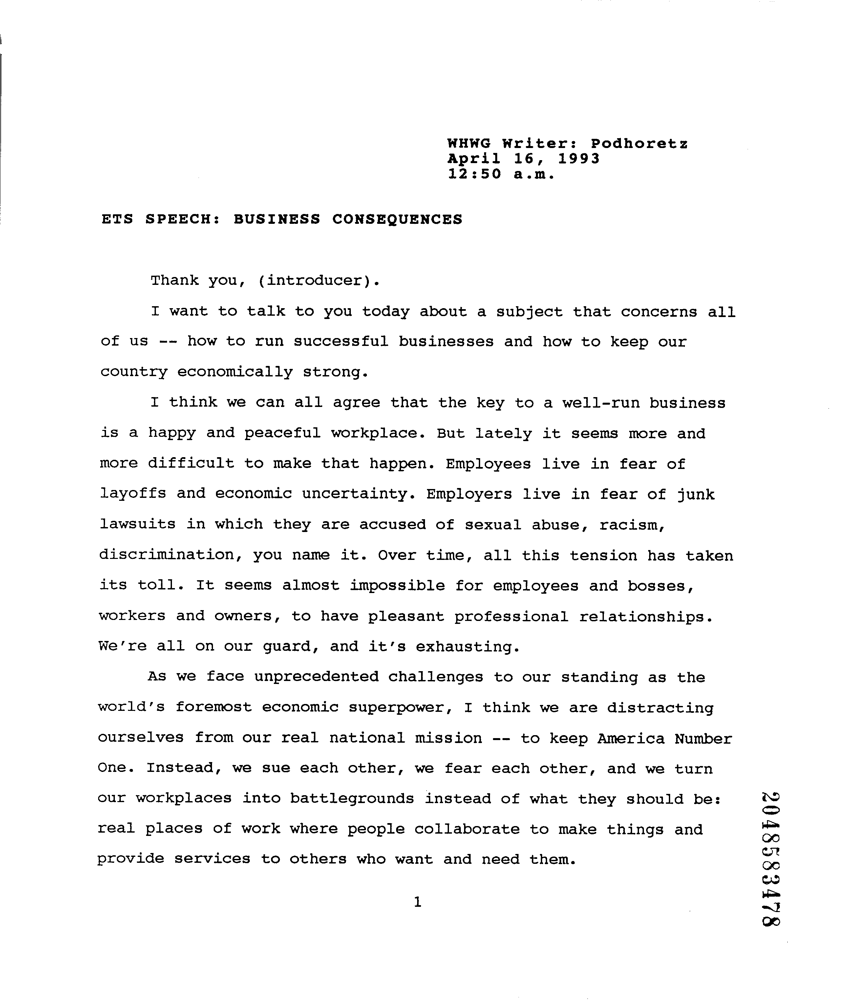 WHWG Writer: Podhoretz
April 16, 1993
12:50 a.m.
ETS SPEECH: BUSINESS CONSEQUENCES
Thank you, (introducer).
I want to talk to you today about a subject that concerns all
of us -- how to run successful businesses and how to keep our
country economically strong.
I think we can all agree that the key to a well-run business
is a happy and peaceful workplace. But lately it seems more and
more difficult to make that happen. Employees live in fear of
layoffs and economic uncertainty. Employers live in fear of junk
lawsuits in which they are accused of sexual abuse, racism,
discrimination, you name it. Over time, all this tension has taken
its toll. It seems almost impossible for employees and bosses,
workers and owners, to have pleasant professional relationships.
We're all on our guard, and it's exhausting.
As we face unprecedented challenges to our standing as the
world's foremost economic superpower, I think we are distracting
ourselves from our real national mission -- to keep America Number
One. Instead, we sue each other, we fear each other, and we turn
our workplaces into battlegrounds instead of what they should be:
real places of work where people collaborate to make things and
provide services to others who want and need them.
1
2048583478